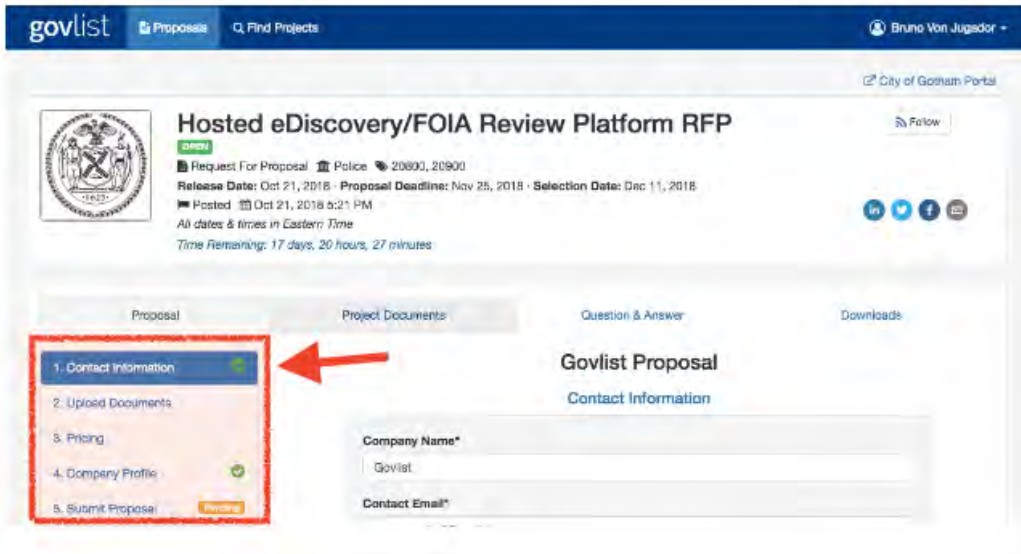 govlist Proposals Find Projects Bruno Von Jugador
City of Gotham Portal
Hosted eDiscovery/FOIA Review Platform RFP
Follow
OPEN
Request For Proposal Police 20800, 20900
Release Date: Oct 21, 2018 · Proposal Deadline: Nov 25, 2018 · Selection Date: Dec 11, 2018
Posted Oct 21, 2018 5:21 PM
All dates & times in Eastern Time
Time Remaining: 17 days, 20 hours, 27 minutes
Proposal Project Documents Question & Answer Downloads
1. Contact Information
2. Upload Documents
3. Pricing
4. Company Profile
5. Submit Proposal Pending
Govlist Proposal
Contact Information
Company Name*
Govlist
Contact Email*